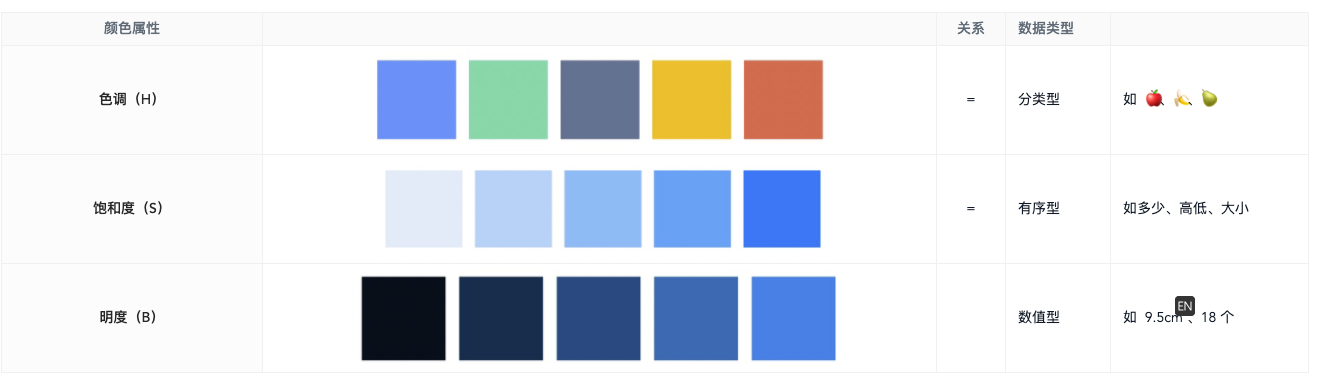 颜色属性 关系 数据类型
色调（H） = 分类型 如 🍎、🍌、🍐
饱和度（S） = 有序型 如多少、高低、大小
明度（B） 数值型 如 9.5cm 、18 个
EN